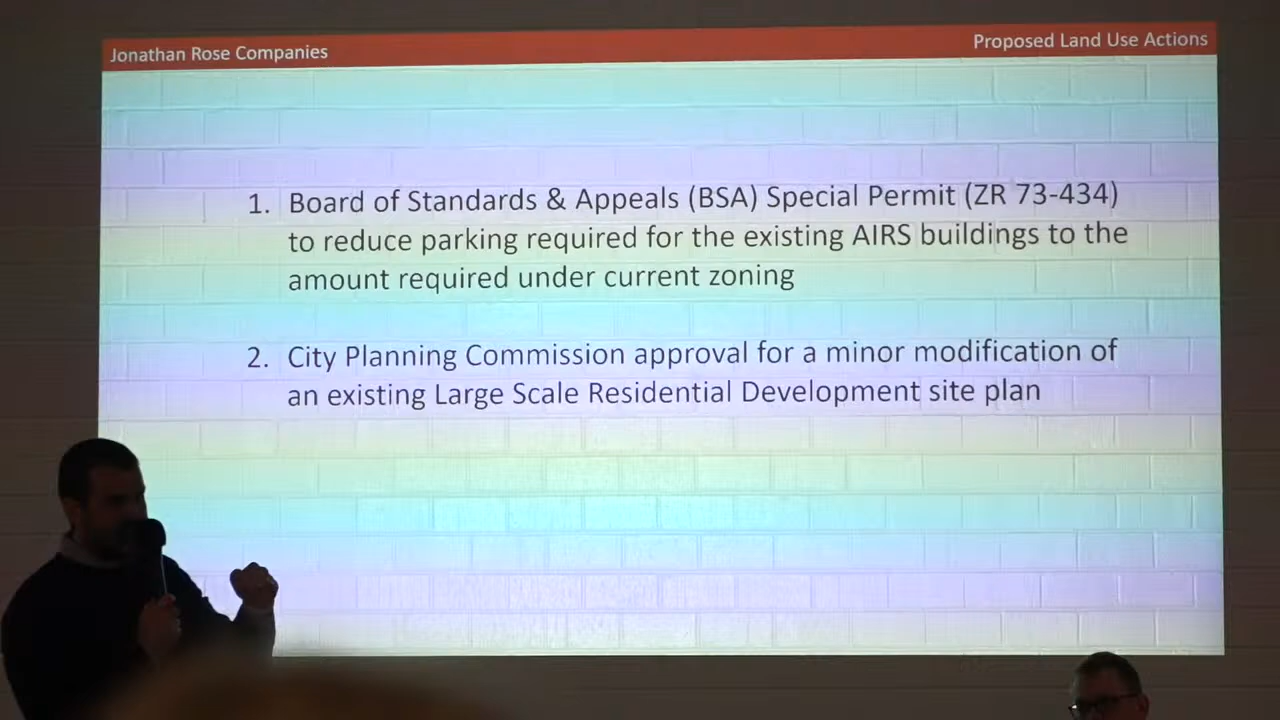 Jonathan Rose Companies
Proposed Land Use Actions
1. Board of Standards & Appeals (BSA) Special Permit (ZR 73-434)
to reduce parking required for the existing AIRS buildings to the
amount required under current zoning
2. City Planning Commission approval for a minor modification of
an existing Large Scale Residential Development site plan